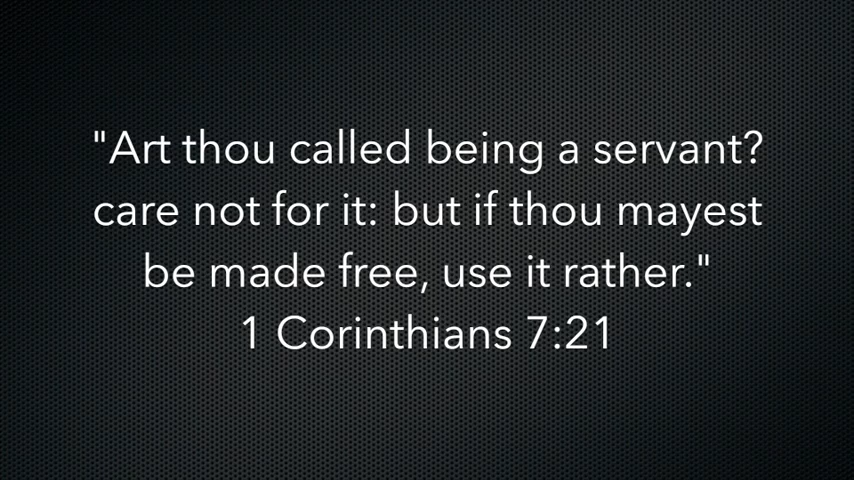 "Art thou called being a servant?
care not for it: but if thou mayest
be made free, use it rather."
1 Corinthians 7:21